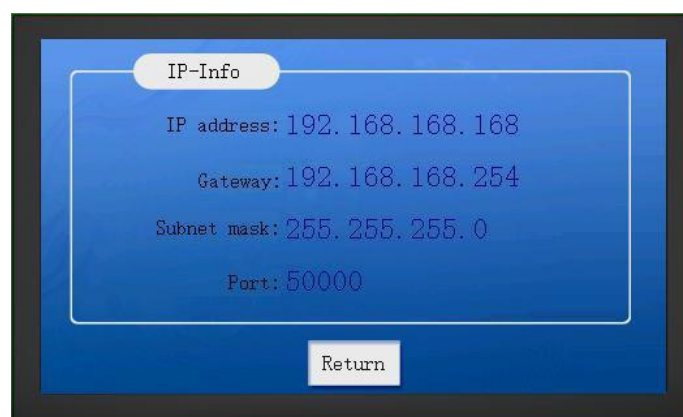 IP-Info
IP address: 192.168.168.168
Gateway: 192.168.168.254
Subnet mask: 255.255.255.0
Port: 50000
Return